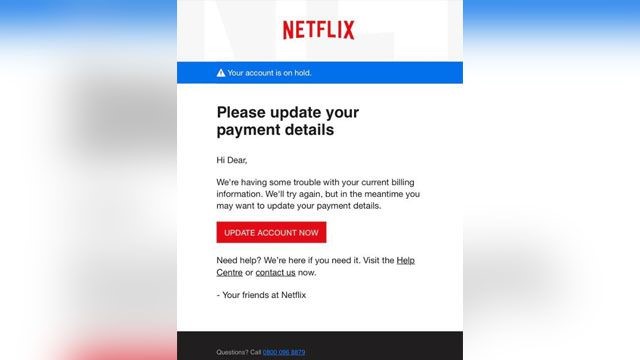 NETFLIX
Your account is on hold.
Please update your
payment details
Hi Dear,
We're having some trouble with your current billing
information. We'll try again, but in the meantime you
may want to update your payment details.
UPDATE ACCOUNT NOW
Need help? We're here if you need it. Visit the Help
Centre or contact us now.
- Your friends at Netflix
Questions? Call 0800 096 8879